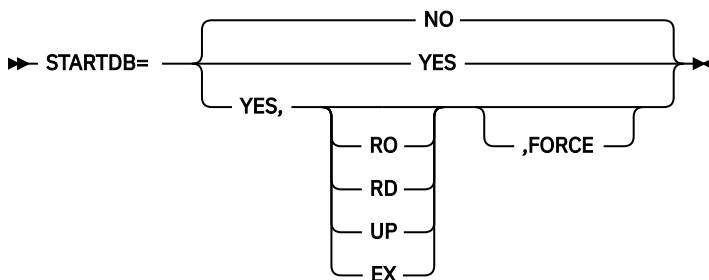 NO
STARTDB= YES
YES,
RO ,FORCE
RD
UP
EX